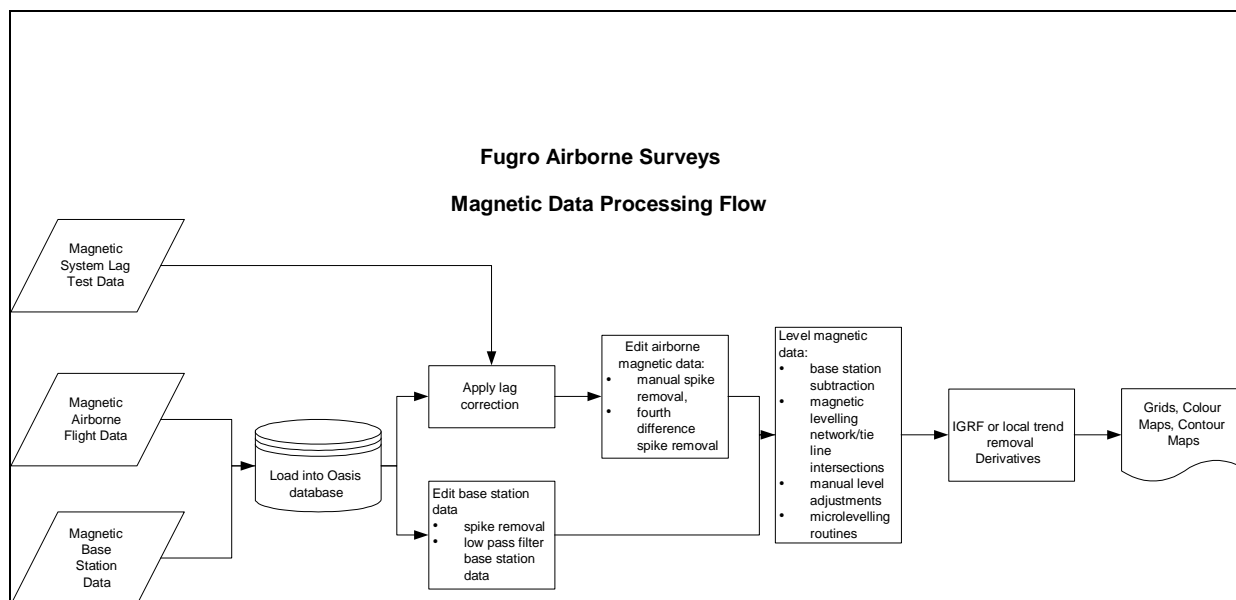 Fugro Airborne Surveys
Magnetic Data Processing Flow
Magnetic
System Lag
Test Data
Magnetic
Airborne
Flight Data
Magnetic
Base
Station
Data
Load into Oasis
database
Apply lag
correction
Edit base station
data
• spike removal
• low pass filter
base station
data
Edit airborne
magnetic data:
• manual spike
removal,
• fourth
difference
spike removal
Level magnetic
data:
• base station
subtraction
• magnetic
levelling
network/tie
line
intersections
• manual level
adjustments
• microlevelling
routines
IGRF or local trend
removal
Derivatives
Grids, Colour
Maps, Contour
Maps